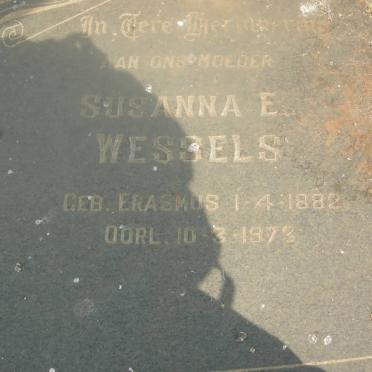 In Tere Herinnering
AAN ONS MOEDER
SUSANNA E.
WESSELS
GEB. ERASMUS 1-4-1882
OORL. 10-3-1973